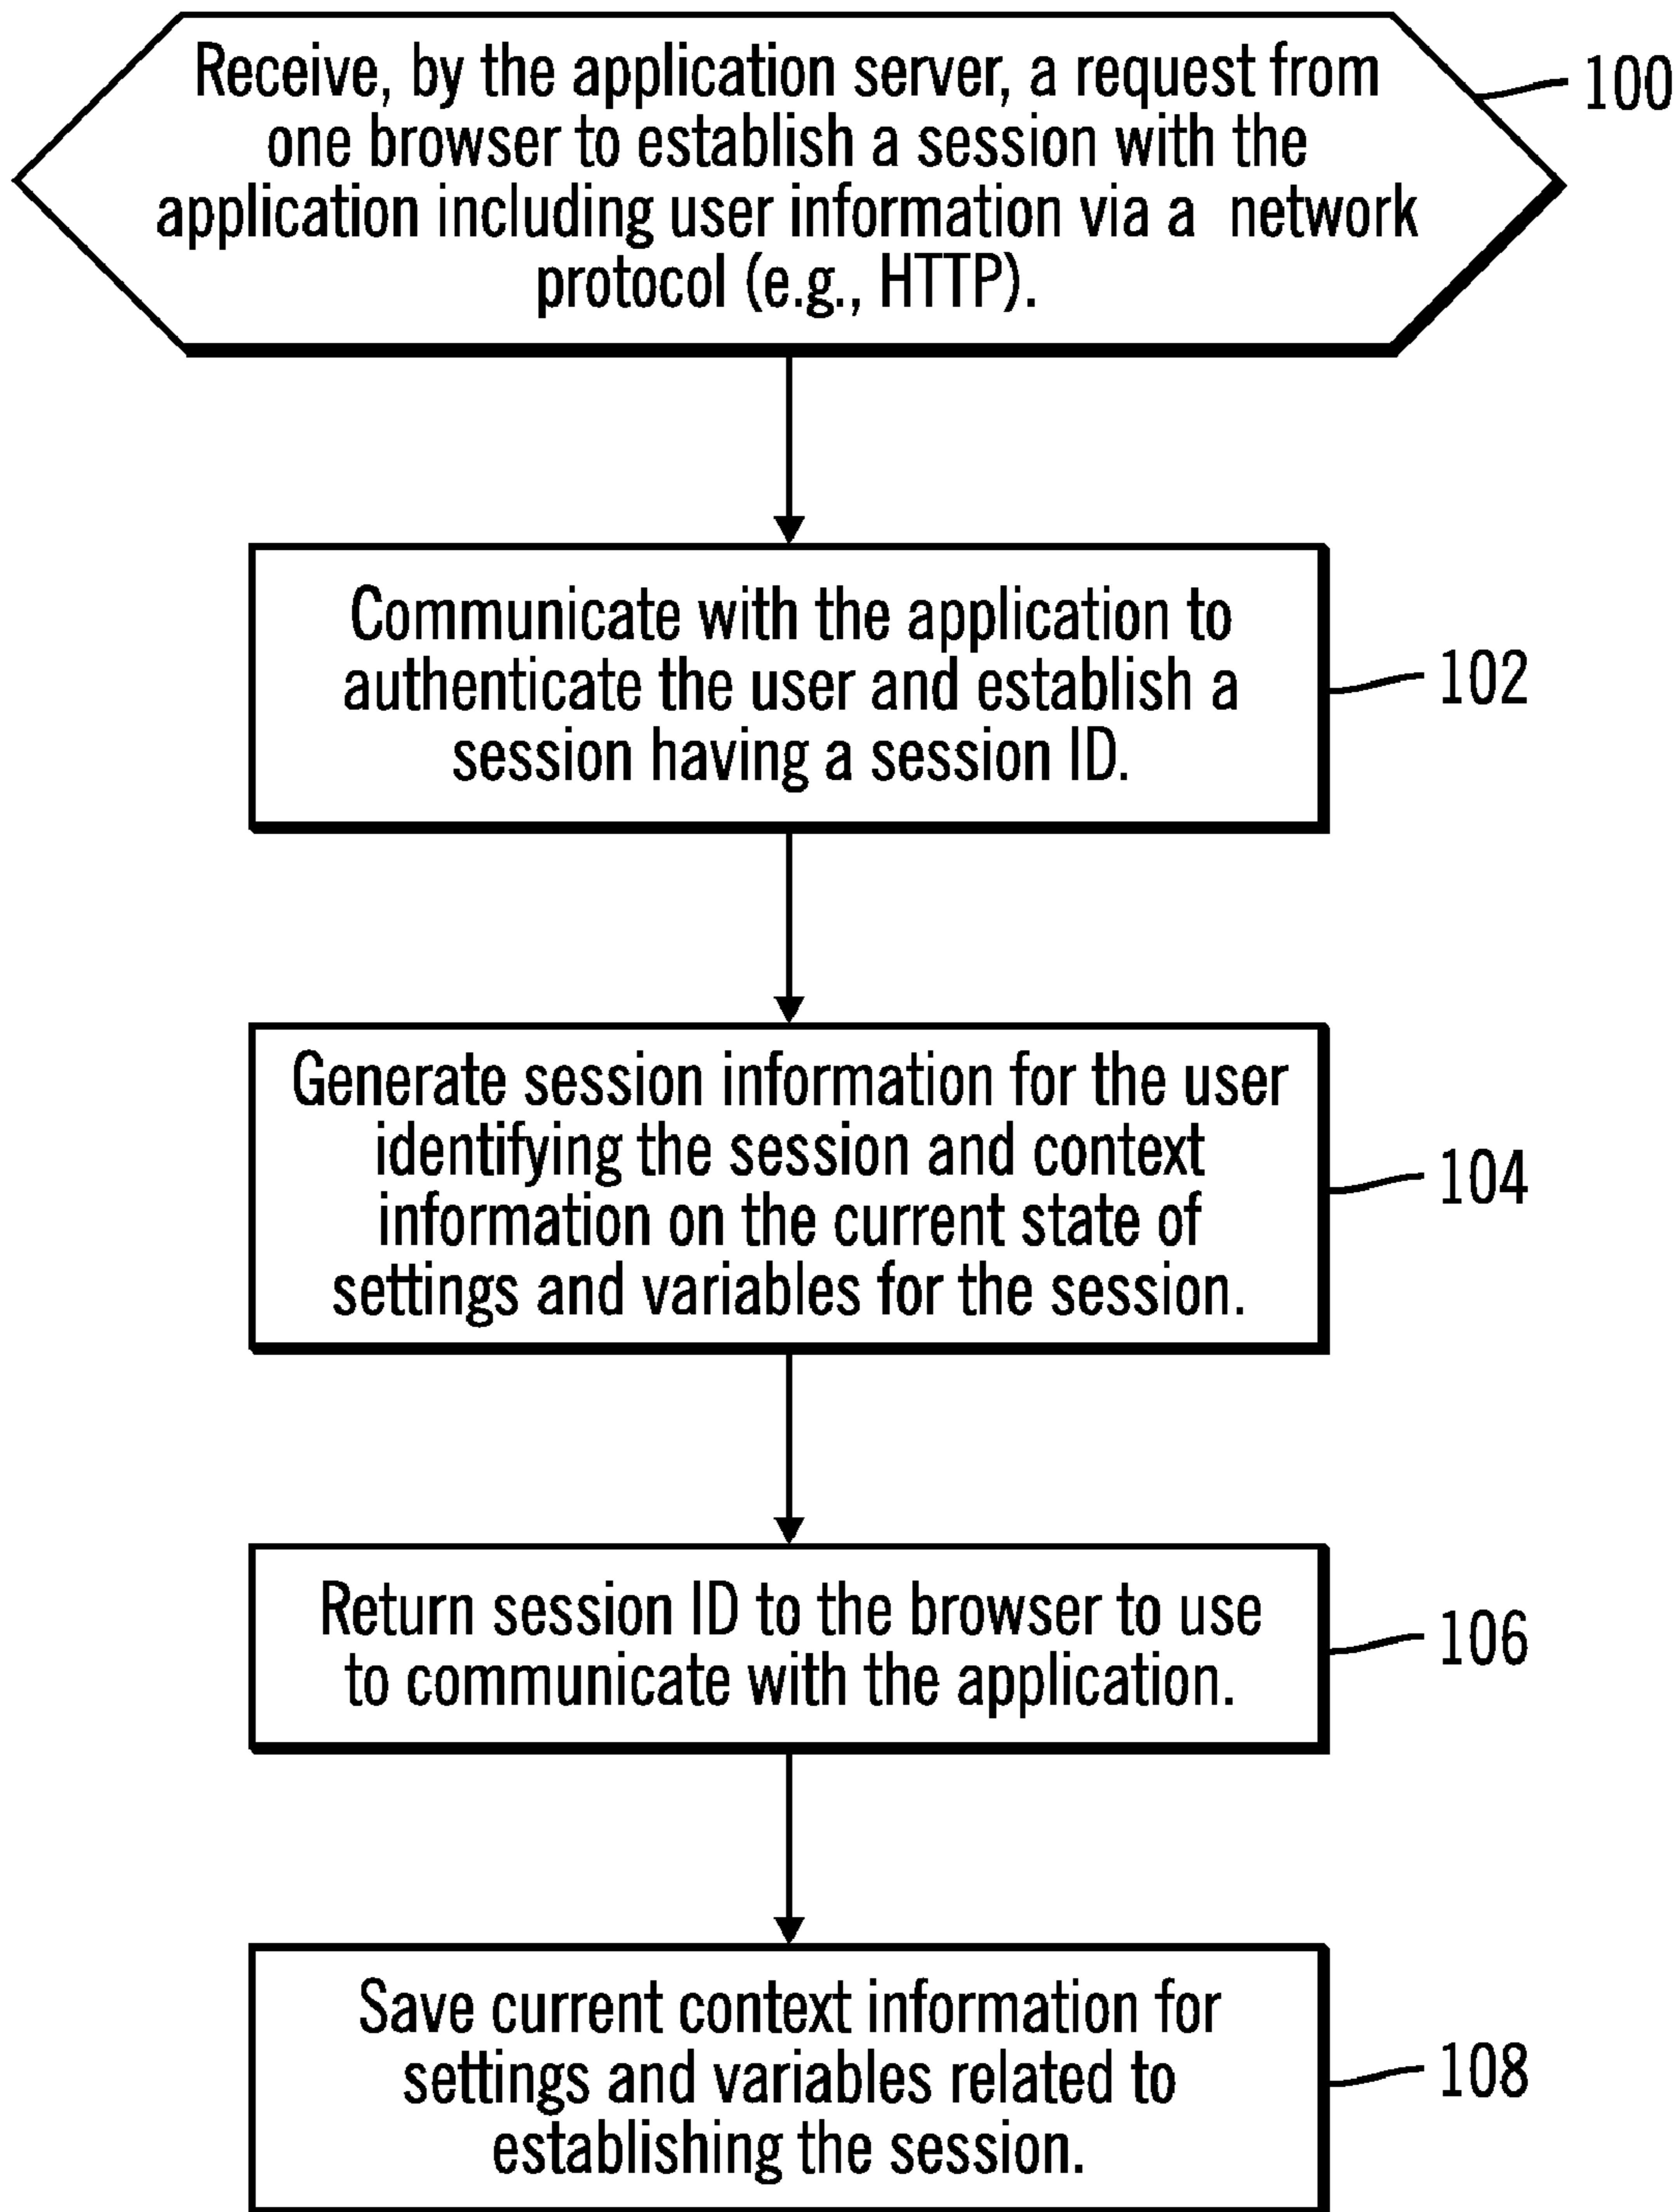 Receive, by the application server, a request from
one browser to establish a session with the
application including user information via a network
protocol (e.g., HTTP).
100
Communicate with the application to
authenticate the user and establish a
session having a session ID.
102
Generate session information for the user
identifying the session and context
information on the current state of
settings and variables for the session.
104
Return session ID to the browser to use
to communicate with the application.
106
Save current context information for
settings and variables related to
establishing the session.
108